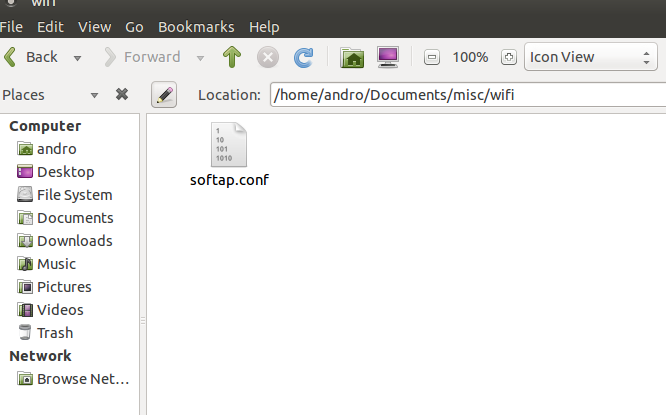 wifi
File Edit View Go Bookmarks Help
Back Forward 100% Icon View
Places Location: /home/andro/Documents/misc/wifi
Computer
andro
Desktop
File System
Documents
Downloads
Music
Pictures
Videos
Trash
Network
Browse Net...
1
10
101
1010
softap.conf